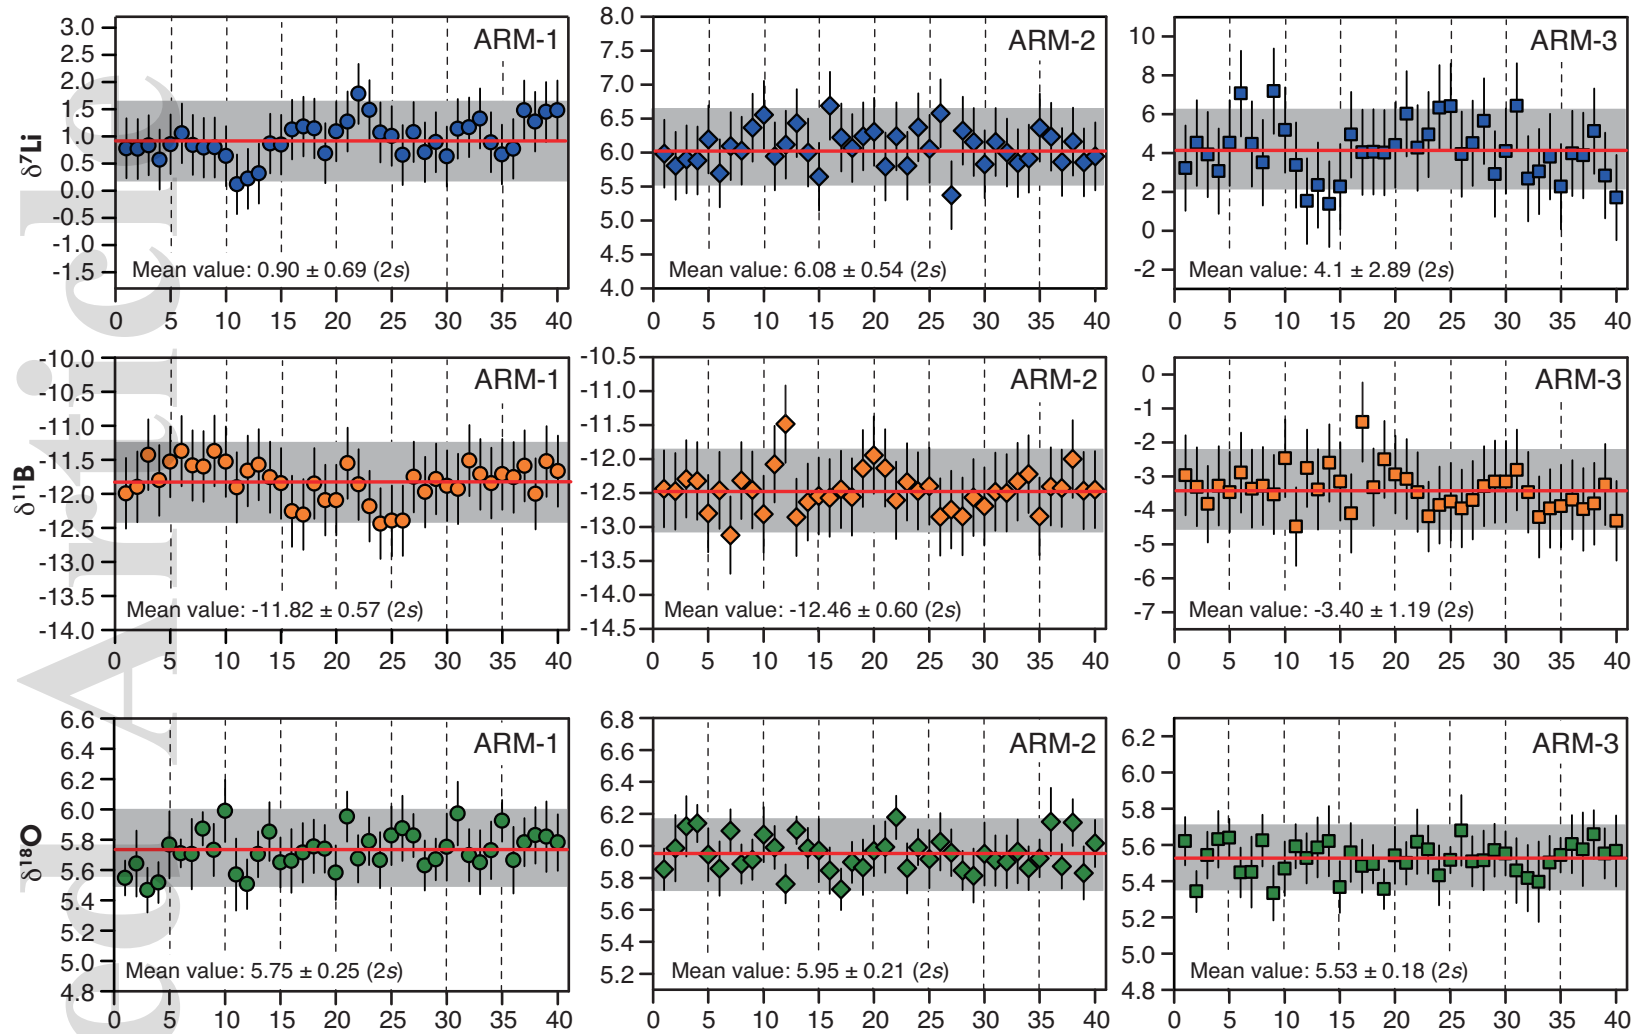 3.0
2.5
2.0
1.5
1.0
0.5
0.0
-0.5
-1.0
-1.5
δ⁷Li
ARM-1
Mean value: 0.90 ± 0.69 (2s)
0 5 10 15 20 25 30 35 40
8.0
7.5
7.0
6.5
6.0
5.5
5.0
4.5
4.0
ARM-2
Mean value: 6.08 ± 0.54 (2s)
0 5 10 15 20 25 30 35 40
10
8
6
4
2
0
-2
ARM-3
Mean value: 4.1 ± 2.89 (2s)
0 5 10 15 20 25 30 35 40
-10.0
-10.5
-11.0
-11.5
-12.0
-12.5
-13.0
-13.5
-14.0
δ¹¹B
ARM-1
Mean value: -11.82 ± 0.57 (2s)
0 5 10 15 20 25 30 35 40
-10.5
-11.0
-11.5
-12.0
-12.5
-13.0
-13.5
-14.0
-14.5
ARM-2
Mean value: -12.46 ± 0.60 (2s)
0 5 10 15 20 25 30 35 40
0
-1
-2
-3
-4
-5
-6
-7
ARM-3
Mean value: -3.40 ± 1.19 (2s)
0 5 10 15 20 25 30 35 40
6.6
6.4
6.2
6.0
5.8
5.6
5.4
5.2
5.0
4.8
δ¹⁸O
ARM-1
Mean value: 5.75 ± 0.25 (2s)
0 5 10 15 20 25 30 35 40
6.8
6.6
6.4
6.2
6.0
5.8
5.6
5.4
5.2
ARM-2
Mean value: 5.95 ± 0.21 (2s)
0 5 10 15 20 25 30 35 40
6.2
6.0
5.8
5.6
5.4
5.2
5.0
4.8
ARM-3
Mean value: 5.53 ± 0.18 (2s)
0 5 10 15 20 25 30 35 40
d Article